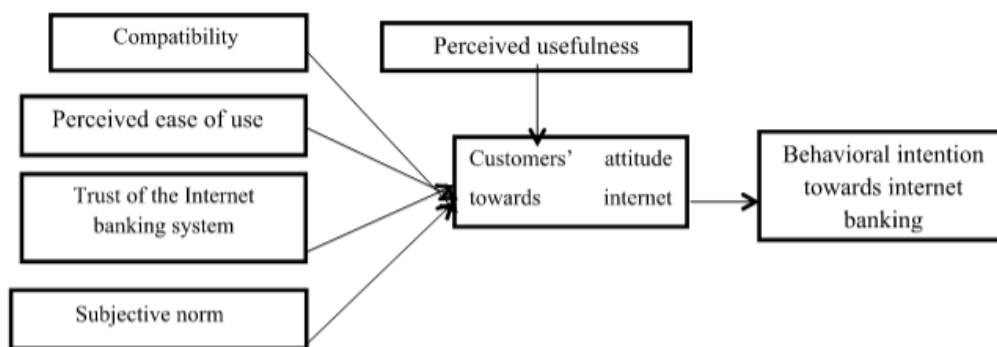 Compatibility
Perceived usefulness
Perceived ease of use
Trust of the Internet
banking system
Subjective norm
Customers’ attitude
towards internet
Behavioral intention
towards internet
banking